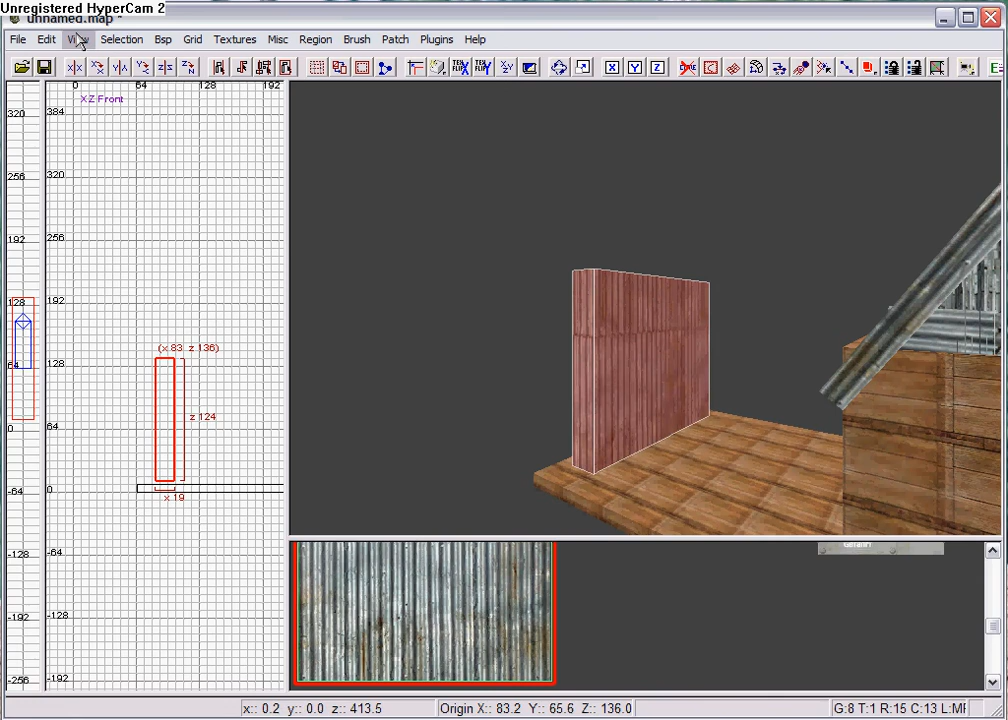 Unregistered HyperCam 2
unnamed.map *
File Edit View Selection Bsp Grid Textures Misc Region Brush Patch Plugins Help
0 64 128 192
XZ Front
320
256
192
128
64
0
-64
-128
-192
-256
384
320
256
192
128
64
0
-64
-128
-192
(x 83 z 136)
z 124
x 19
x:: 0.2 y:: 0.0 z:: 413.5
Origin X:: 83.2 Y:: 65.6 Z:: 136.0
G:8 T:1 R:15 C:13 L:MF